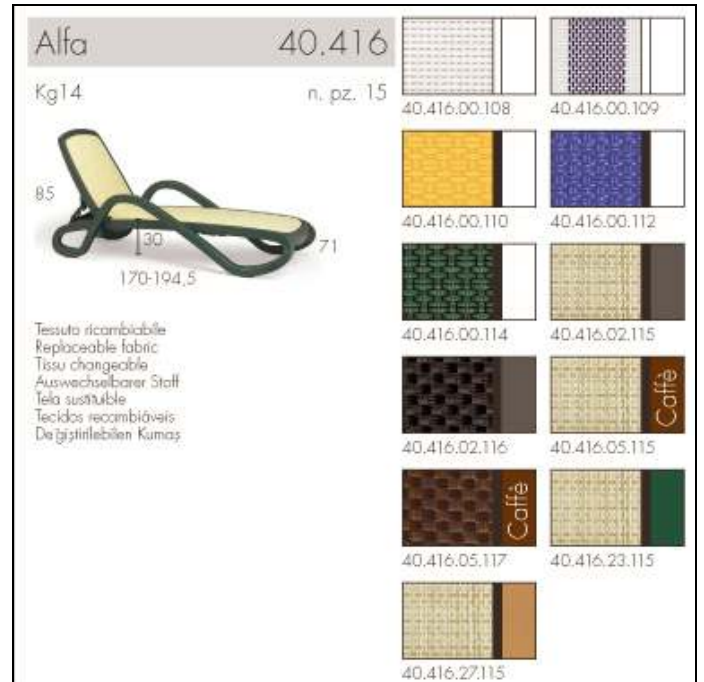 Alfa 40.416
Kg14 n. pz. 15
85
30
71
170-194,5
Tessuto ricambiabile
Replaceable fabric
Tissu changeable
Auswechselbarer Stoff
Tela sustituible
Tecidos recambiáveis
Değiştirilebilen Kumaş
40.416.00.108 40.416.00.109
40.416.00.110 40.416.00.112
40.416.00.114 40.416.02.115
Caffè
40.416.02.116 40.416.05.115
Caffè
40.416.05.117 40.416.23.115
40.416.27.115